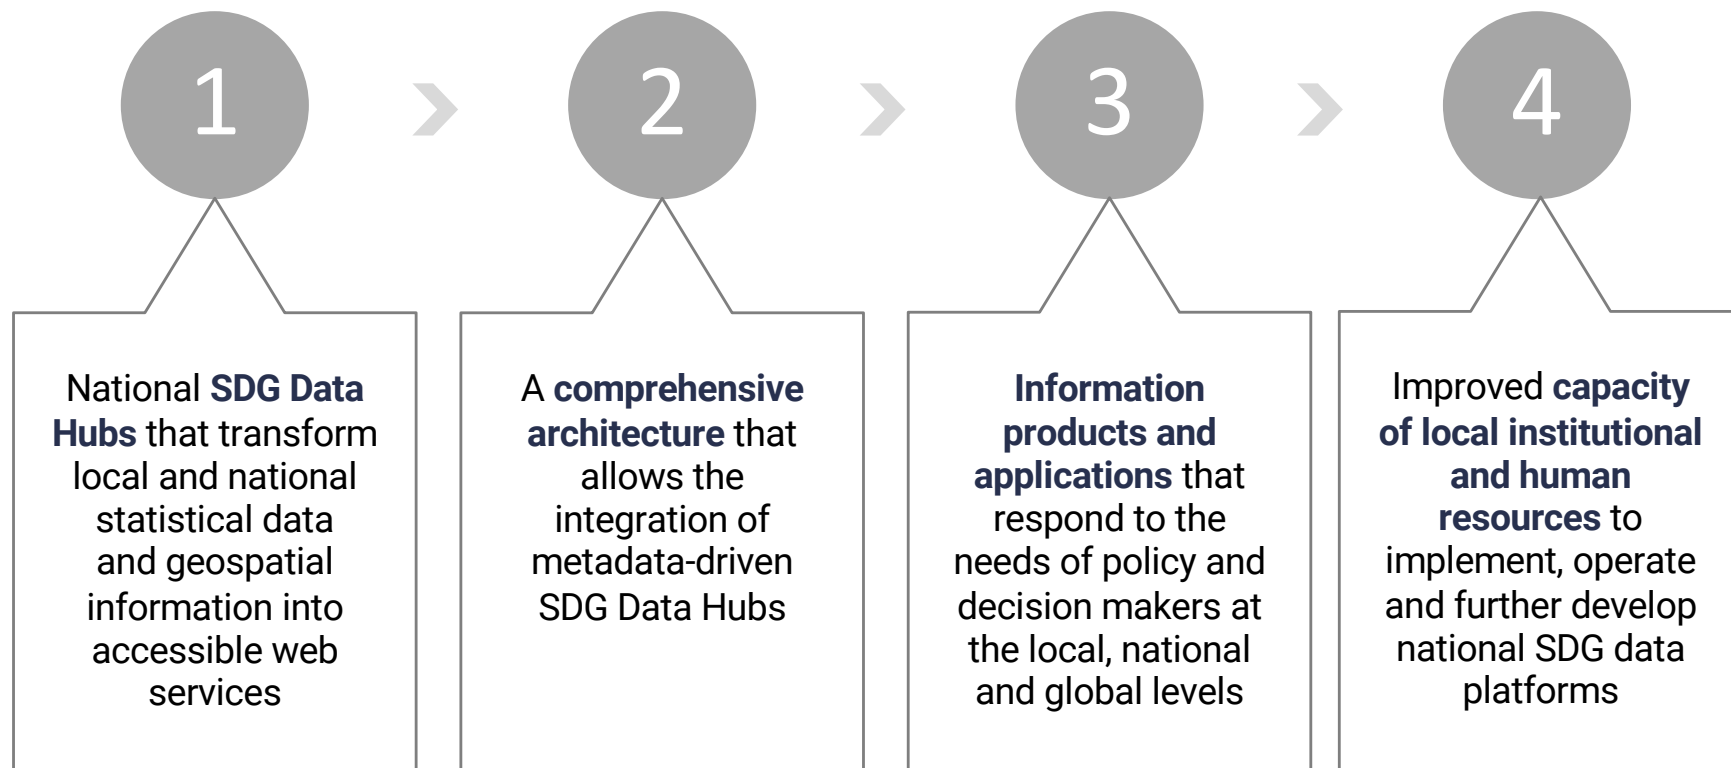 1
National SDG Data
Hubs that transform
local and national
statistical data
and geospatial
information into
accessible web
services
2
A comprehensive
architecture that
allows the
integration of
metadata-driven
SDG Data Hubs
3
Information
products and
applications that
respond to the
needs of policy and
decision makers at
the local, national
and global levels
4
Improved capacity
of local institutional
and human
resources to
implement, operate
and further develop
national SDG data
platforms